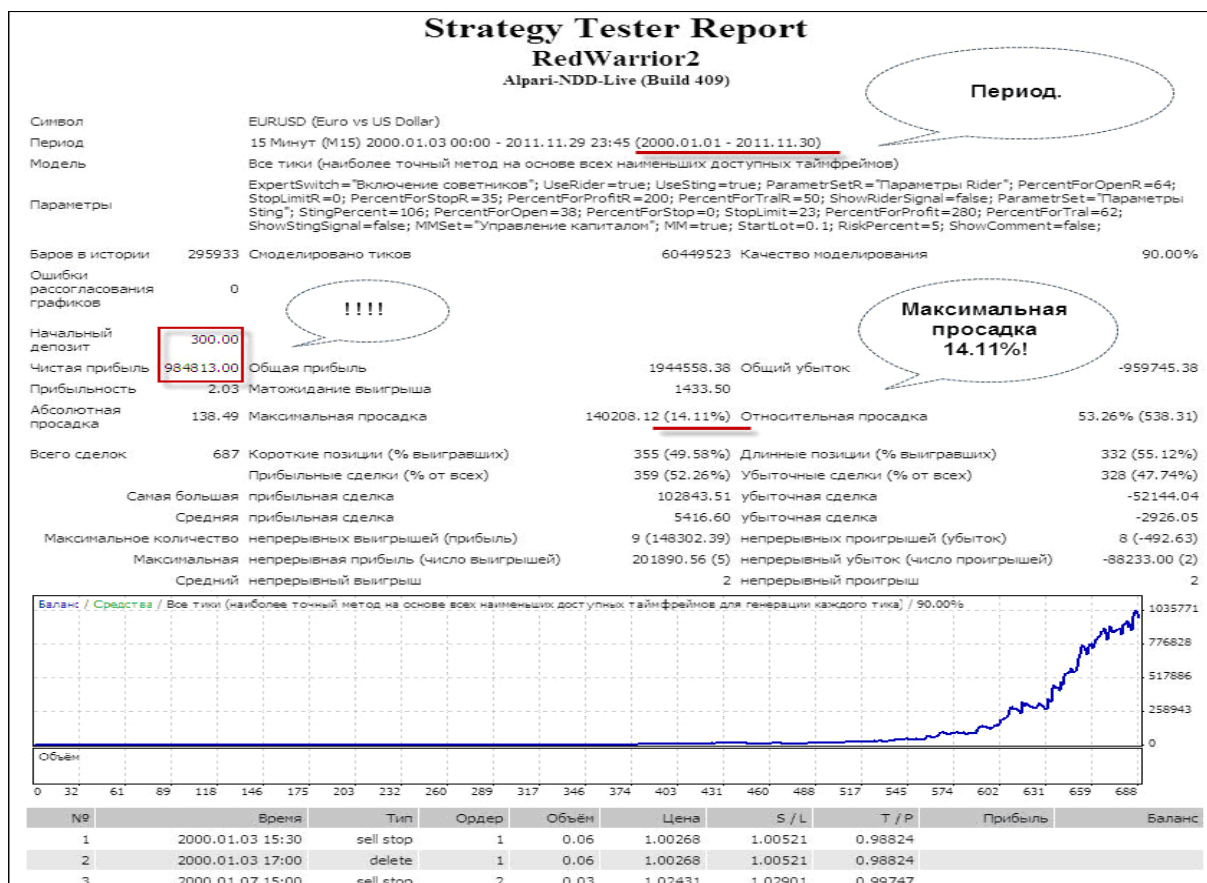 Strategy Tester Report
RedWarrior2
Alpari-NDD-Live (Build 409)
Период.
Символ EURUSD (Euro vs US Dollar)
Период 15 Минут (M15) 2000.01.03 00:00 - 2011.11.29 23:45 (2000.01.01 - 2011.11.30)
Модель Все тики (наиболее точный метод на основе всех наименьших доступных таймфреймов)
Параметры
ExpertSwitch="Включение советников"; UseRider=true; UseSting=true; ParametrSetR="Параметры Rider"; PercentForOpenR=64;
StopLimitR=0; PercentForStopR=35; PercentForProfitR=200; PercentForTralR=50; ShowRiderSignal=false; ParametrSet="Параметры
Sting"; StingPercent=106; PercentForOpen=38; PercentForStop=0; StopLimit=23; PercentForProfit=280; PercentForTral=62;
ShowStingSignal=false; MMSet="Управление капиталом"; MM=true; StartLot=0.1; RiskPercent=5; ShowComment=false;
Баров в истории 295933 Смоделировано тиков 60449523 Качество моделирования 90.00%
Ошибки
рассогласования 0
графиков
!!!!
Максимальная
просадка
14.11%!
Начальный
депозит 300.00
Чистая прибыль 984813.00 Общая прибыль 1944558.38 Общий убыток -959745.38
Прибыльность 2.03 Матожидание выигрыша 1433.50
Абсолютная
просадка 138.49 Максимальная просадка 140208.12 (14.11%) Относительная просадка 53.26% (538.31)
Всего сделок 687 Короткие позиции (% выигравших) 355 (49.58%) Длинные позиции (% выигравших) 332 (55.12%)
Прибыльные сделки (% от всех) 359 (52.26%) Убыточные сделки (% от всех) 328 (47.74%)
Самая большая прибыльная сделка 102843.51 убыточная сделка -52144.04
Средняя прибыльная сделка 5416.60 убыточная сделка -2926.05
Максимальное количество непрерывных выигрышей (прибыль) 9 (148302.39) непрерывных проигрышей (убыток) 8 (-492.63)
Максимальная непрерывная прибыль (число выигрышей) 201890.56 (5) непрерывный убыток (число проигрышей) -88233.00 (2)
Средний непрерывный выигрыш 2 непрерывный проигрыш 2
Баланс / Средства / Все тики (наиболее точный метод на основе всех наименьших доступных таймфреймов для генерации каждого тика) / 90.00%
1035771
776828
517886
258943
0
Объём
0 32 61 89 118 146 175 203 232 260 289 317 346 374 403 431 460 488 517 545 574 602 631 659 688
№ Время Тип Ордер Объём Цена S / L T / P Прибыль Баланс
1 2000.01.03 15:30 sell stop 1 0.06 1.00268 1.00521 0.98824
2 2000.01.03 17:00 delete 1 0.06 1.00268 1.00521 0.98824
3 2000.01.07 15:00 sell stop 2 0.03 1.02431 1.02901 0.99747